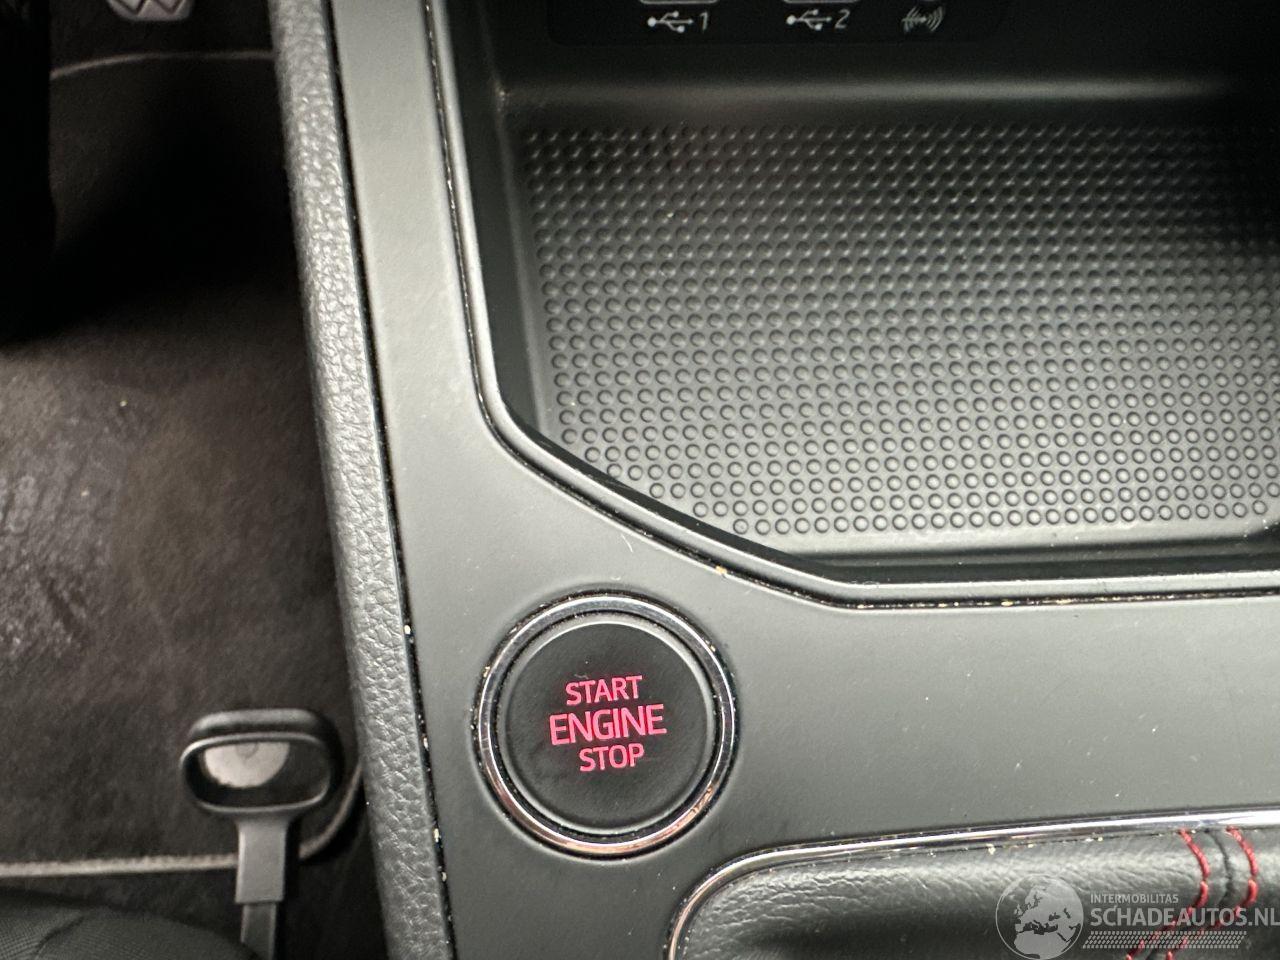 1
2
START
ENGINE
STOP
INTERMOBILITAS
SCHADEAUTOS.NL